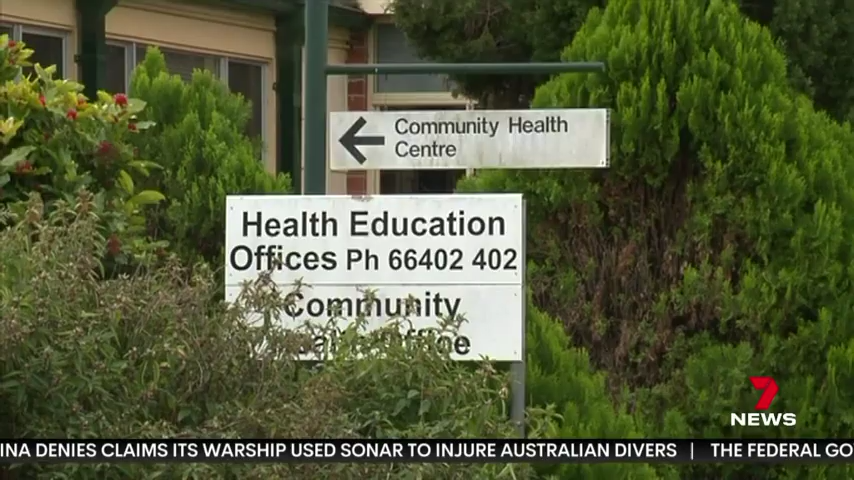 Community Health
Centre
Health Education
Offices Ph 66402 402
Community
Office
7
NEWS
INA DENIES CLAIMS ITS WARSHIP USED SONAR TO INJURE AUSTRALIAN DIVERS | THE FEDERAL GO